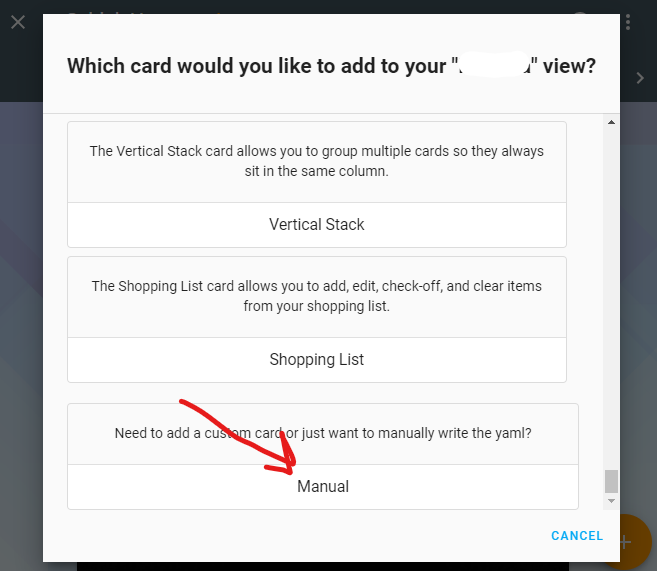 Which card would you like to add to your " " view?
The Vertical Stack card allows you to group multiple cards so they always
sit in the same column.
Vertical Stack
The Shopping List card allows you to add, edit, check-off, and clear items
from your shopping list.
Shopping List
Need to add a custom card or just want to manually write the yaml?
Manual
CANCEL